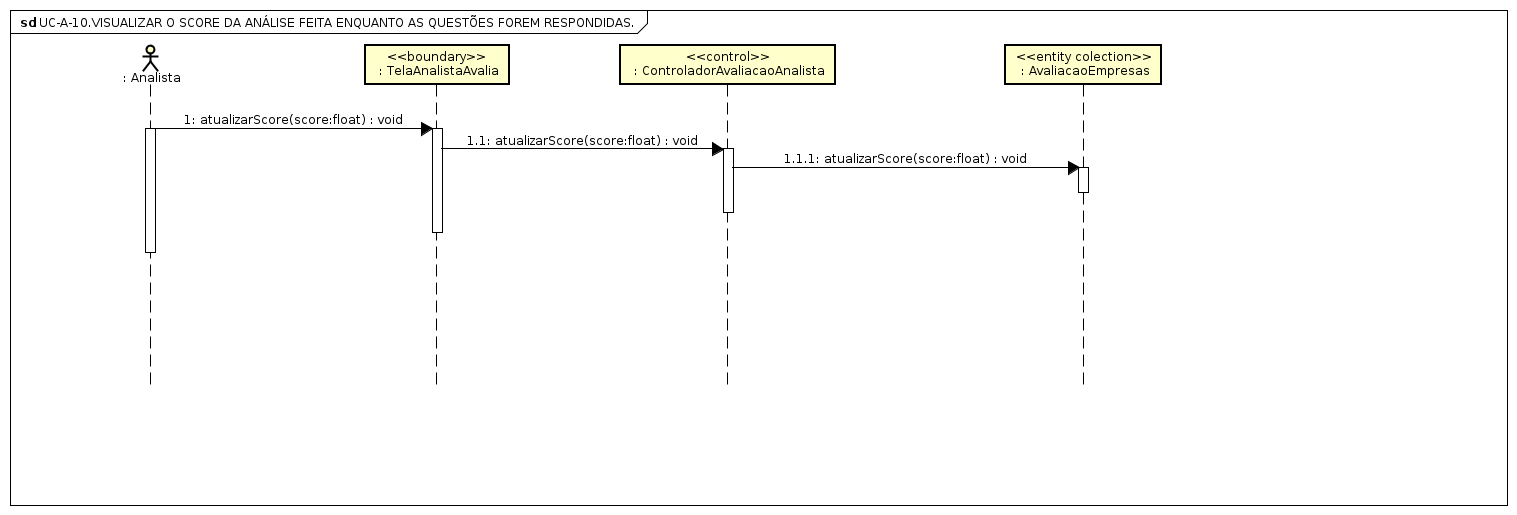 sd UC-A-10.VISUALIZAR O SCORE DA ANÁLISE FEITA ENQUANTO AS QUESTÕES FOREM RESPONDIDAS.
: Analista
<<boundary>>
: TelaAnalistaAvalia
<<control>>
: ControladorAvaliacaoAnalista
<<entity colection>>
: AvaliacaoEmpresas
1: atualizarScore(score:float) : void
1.1: atualizarScore(score:float) : void
1.1.1: atualizarScore(score:float) : void